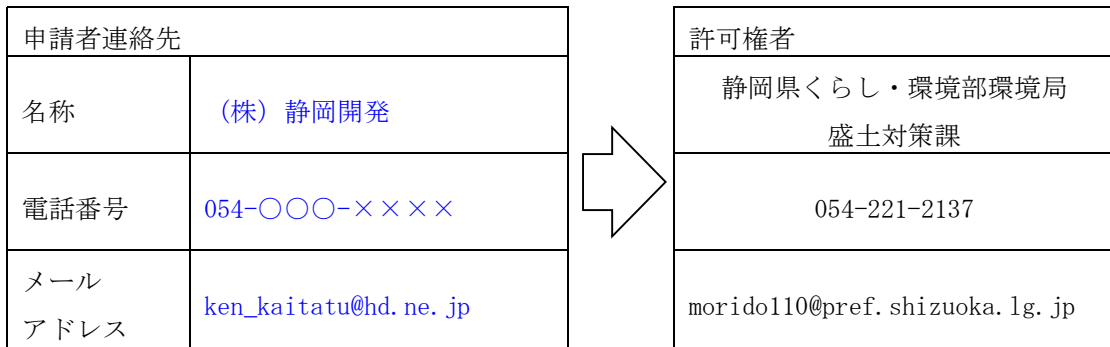 申請者連絡先
名称
(株) 静岡開発
電話番号
054-○○○-××××
メール
アドレス
ken_kaitatu@hd.ne.jp
許可権者
静岡県くらし・環境部環境局
盛土対策課
054-221-2137
morido110@pref.shizuoka.lg.jp